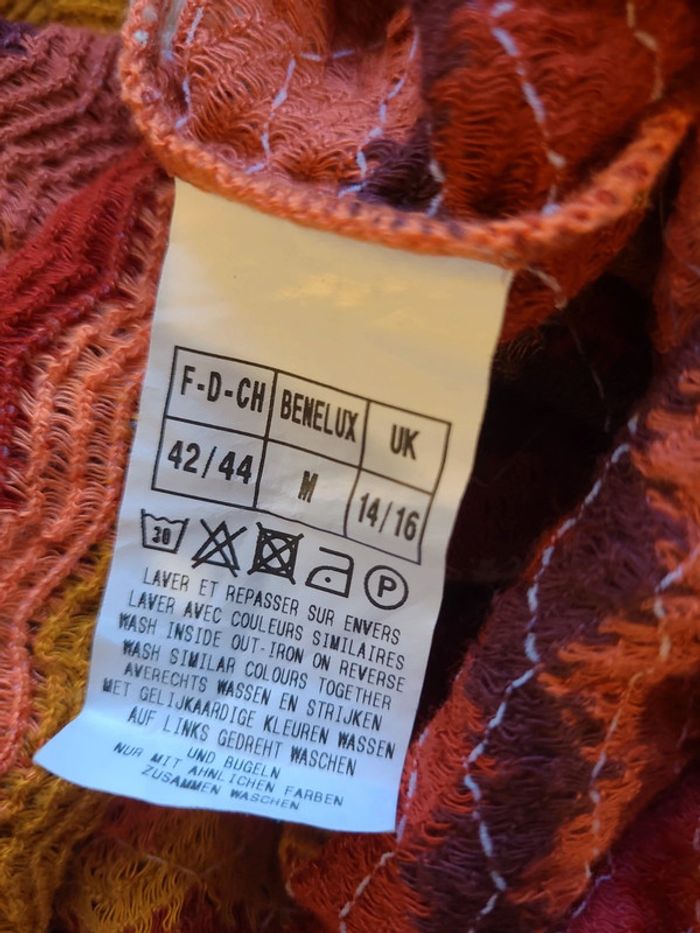 F-D-CH BENELUX UK
42/44 M 14/16
30 P
LAVER ET REPASSER SUR ENVERS
LAVER AVEC COULEURS SIMILAIRES
WASH INSIDE OUT-IRON ON REVERSE
WASH SIMILAR COLOURS TOGETHER
AVERECHTS WASSEN EN STRIJKEN
MET GELIJKAARDIGE KLEUREN WASSEN
AUF LINKS GEDREHT WASCHEN
UND BUGELN
NUR MIT AHNLICHEN FARBEN
ZUSAMMEN WASCHEN